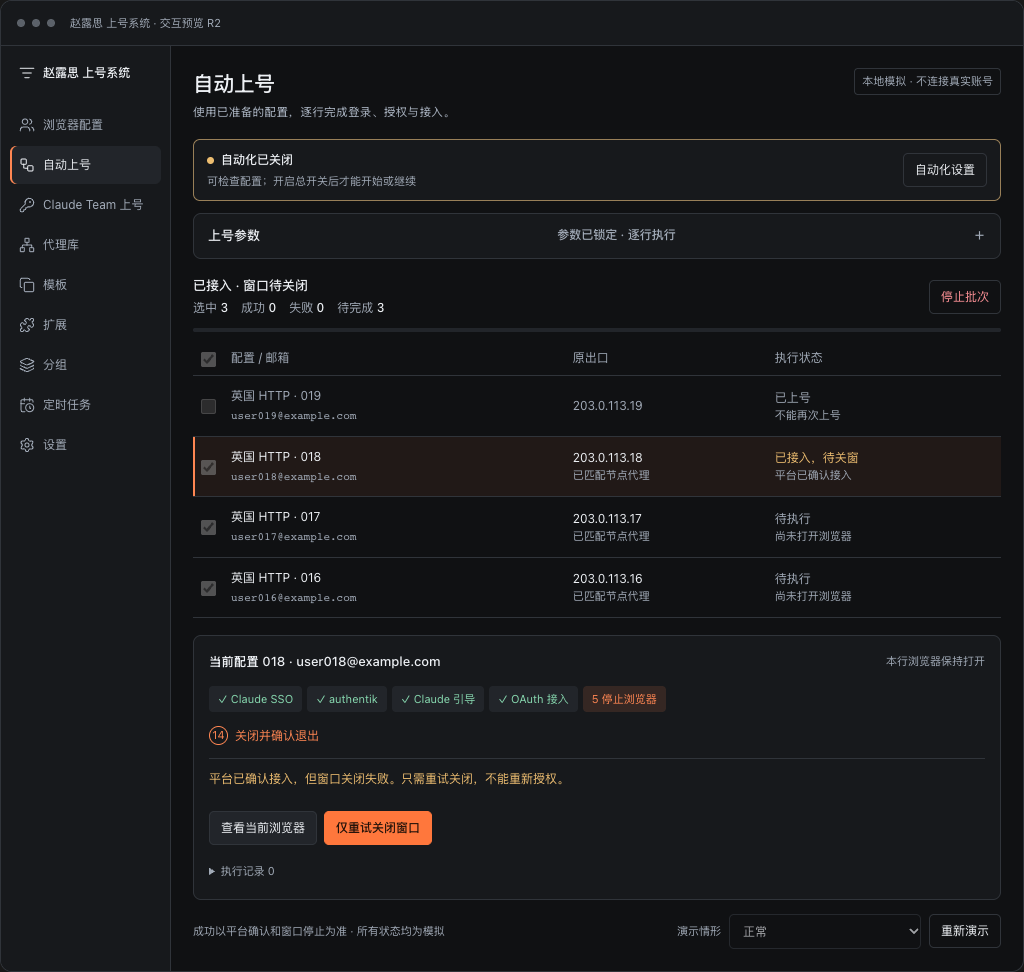 赵露思 上号系统 · 交互预览 R2
赵露思 上号系统
浏览器配置
自动上号
Claude Team 上号
代理库
模板
扩展
分组
定时任务
设置
自动上号
本地模拟 · 不连接真实账号
使用已准备的配置，逐行完成登录、授权与接入。
自动化已关闭
可检查配置；开启总开关后才能开始或继续
自动化设置
上号参数
参数已锁定 · 逐行执行
+
已接入 · 窗口待关闭
选中 3 成功 0 失败 0 待完成 3
停止批次
配置 / 邮箱 原出口 执行状态
英国 HTTP · 019
user019@example.com
203.0.113.19
已上号
不能再次上号
英国 HTTP · 018
user018@example.com
203.0.113.18
已匹配节点代理
已接入，待关窗
平台已确认接入
英国 HTTP · 017
user017@example.com
203.0.113.17
已匹配节点代理
待执行
尚未打开浏览器
英国 HTTP · 016
user016@example.com
203.0.113.16
已匹配节点代理
待执行
尚未打开浏览器
当前配置 018 · user018@example.com
本行浏览器保持打开
✓ Claude SSO ✓ authentik ✓ Claude 引导 ✓ OAuth 接入 5 停止浏览器
14 关闭并确认退出
平台已确认接入，但窗口关闭失败。只需重试关闭，不能重新授权。
查看当前浏览器 仅重试关闭窗口
▶ 执行记录 0
成功以平台确认和窗口停止为准 · 所有状态均为模拟
演示情形 正常 重新演示